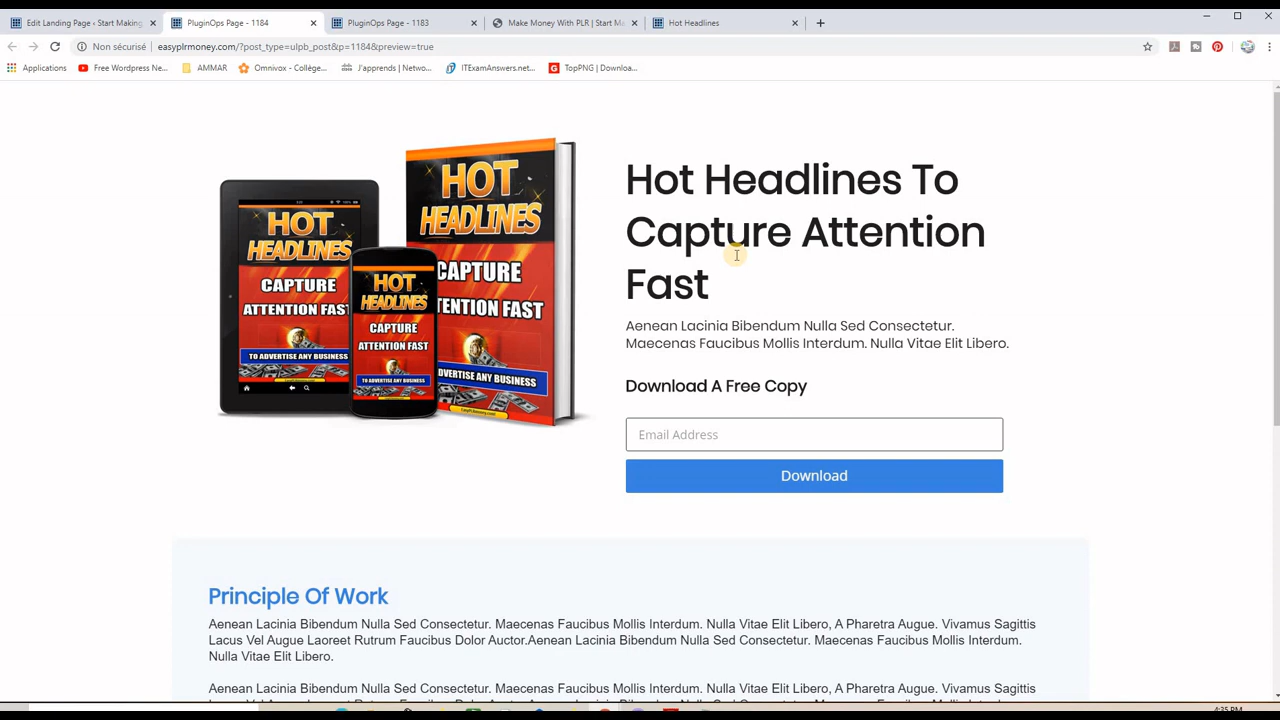 Edit Landing Page ‹ Start Making
PluginOps Page - 1184
PluginOps Page - 1183
Make Money With PLR | Start Ma
Hot Headlines
Non sécurisé
easyplrmoney.com/?post_type=ulpb_post&p=1184&preview=true
Applications
Free Wordpress Ne...
AMMAR
Omnivox - Collège...
J'apprends | Netwo...
ITExamAnswers.net...
TopPNG | Downloa...
HOT
HEADLINES
CAPTURE
ATTENTION FAST
TO ADVERTISE ANY BUSINESS
HOT
HEADLINES
CAPTURE
ATTENTION FAST
TO ADVERTISE ANY BUSINESS
HOT
HEADLINES
CAPTURE
TENTION FAST
DVERTISE ANY BUSINESS
EasyPLRmoney.com
Hot Headlines To
Capture Attention
Fast
Aenean Lacinia Bibendum Nulla Sed Consectetur.
Maecenas Faucibus Mollis Interdum. Nulla Vitae Elit Libero.
Download A Free Copy
Email Address
Download
Principle Of Work
Aenean Lacinia Bibendum Nulla Sed Consectetur. Maecenas Faucibus Mollis Interdum. Nulla Vitae Elit Libero, A Pharetra Augue. Vivamus Sagittis
Lacus Vel Augue Laoreet Rutrum Faucibus Dolor Auctor.Aenean Lacinia Bibendum Nulla Sed Consectetur. Maecenas Faucibus Mollis Interdum.
Nulla Vitae Elit Libero.
Aenean Lacinia Bibendum Nulla Sed Consectetur. Maecenas Faucibus Mollis Interdum. Nulla Vitae Elit Libero, A Pharetra Augue. Vivamus Sagittis
4:35 PM